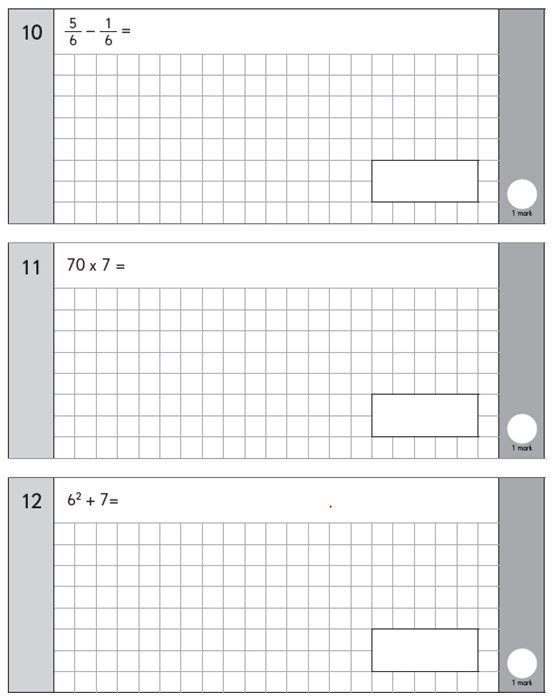 10
5/6 − 1/6 =
1 mark
11
70 x 7 =
1 mark
12
6² + 7=
1 mark